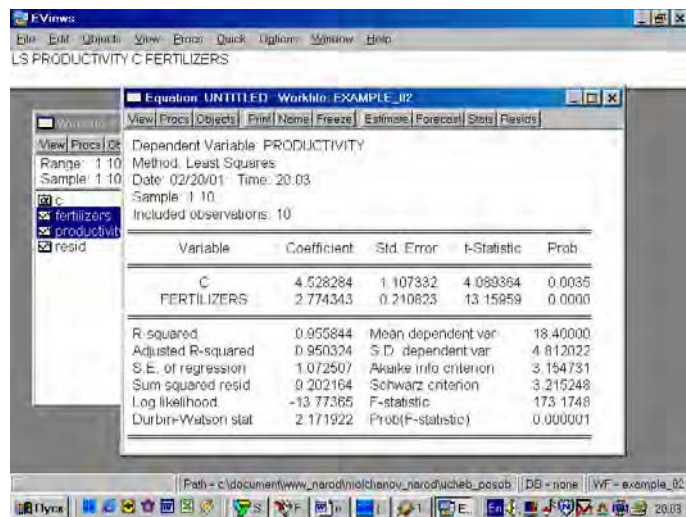 EViews
File Edit Objects View Procs Quick Options Window Help
LS PRODUCTIVITY C FERTILIZERS
Equation: UNTITLED Workfile: EXAMPLE_02
View Procs Objects Print Name Freeze Estimate Forecast Stats Resids
View Procs
Range: 1 10
Sample: 1 10
c
fertilizers
productivity
resid
Dependent Variable: PRODUCTIVITY
Method: Least Squares
Date: 02/20/01 Time: 20:03
Sample: 1 10
Included observations: 10
Variable Coefficient Std. Error t-Statistic Prob.
C 4.528284 1.107332 4.089364 0.0035
FERTILIZERS 2.774343 0.210823 13.15959 0.0000
R-squared 0.955844 Mean dependent var 18.40000
Adjusted R-squared 0.950324 S.D. dependent var 4.812022
S.E. of regression 1.072507 Akaike info criterion 3.154731
Sum squared resid 9.202164 Schwarz criterion 3.215248
Log likelihood -13.77365 F-statistic 173.1748
Durbin-Watson stat 2.171922 Prob(F-statistic) 0.000001
Path = c:\document\www_narod\molchanov_narod\ucheb_posob DB = none WF = example_02
Пуск En 20:03